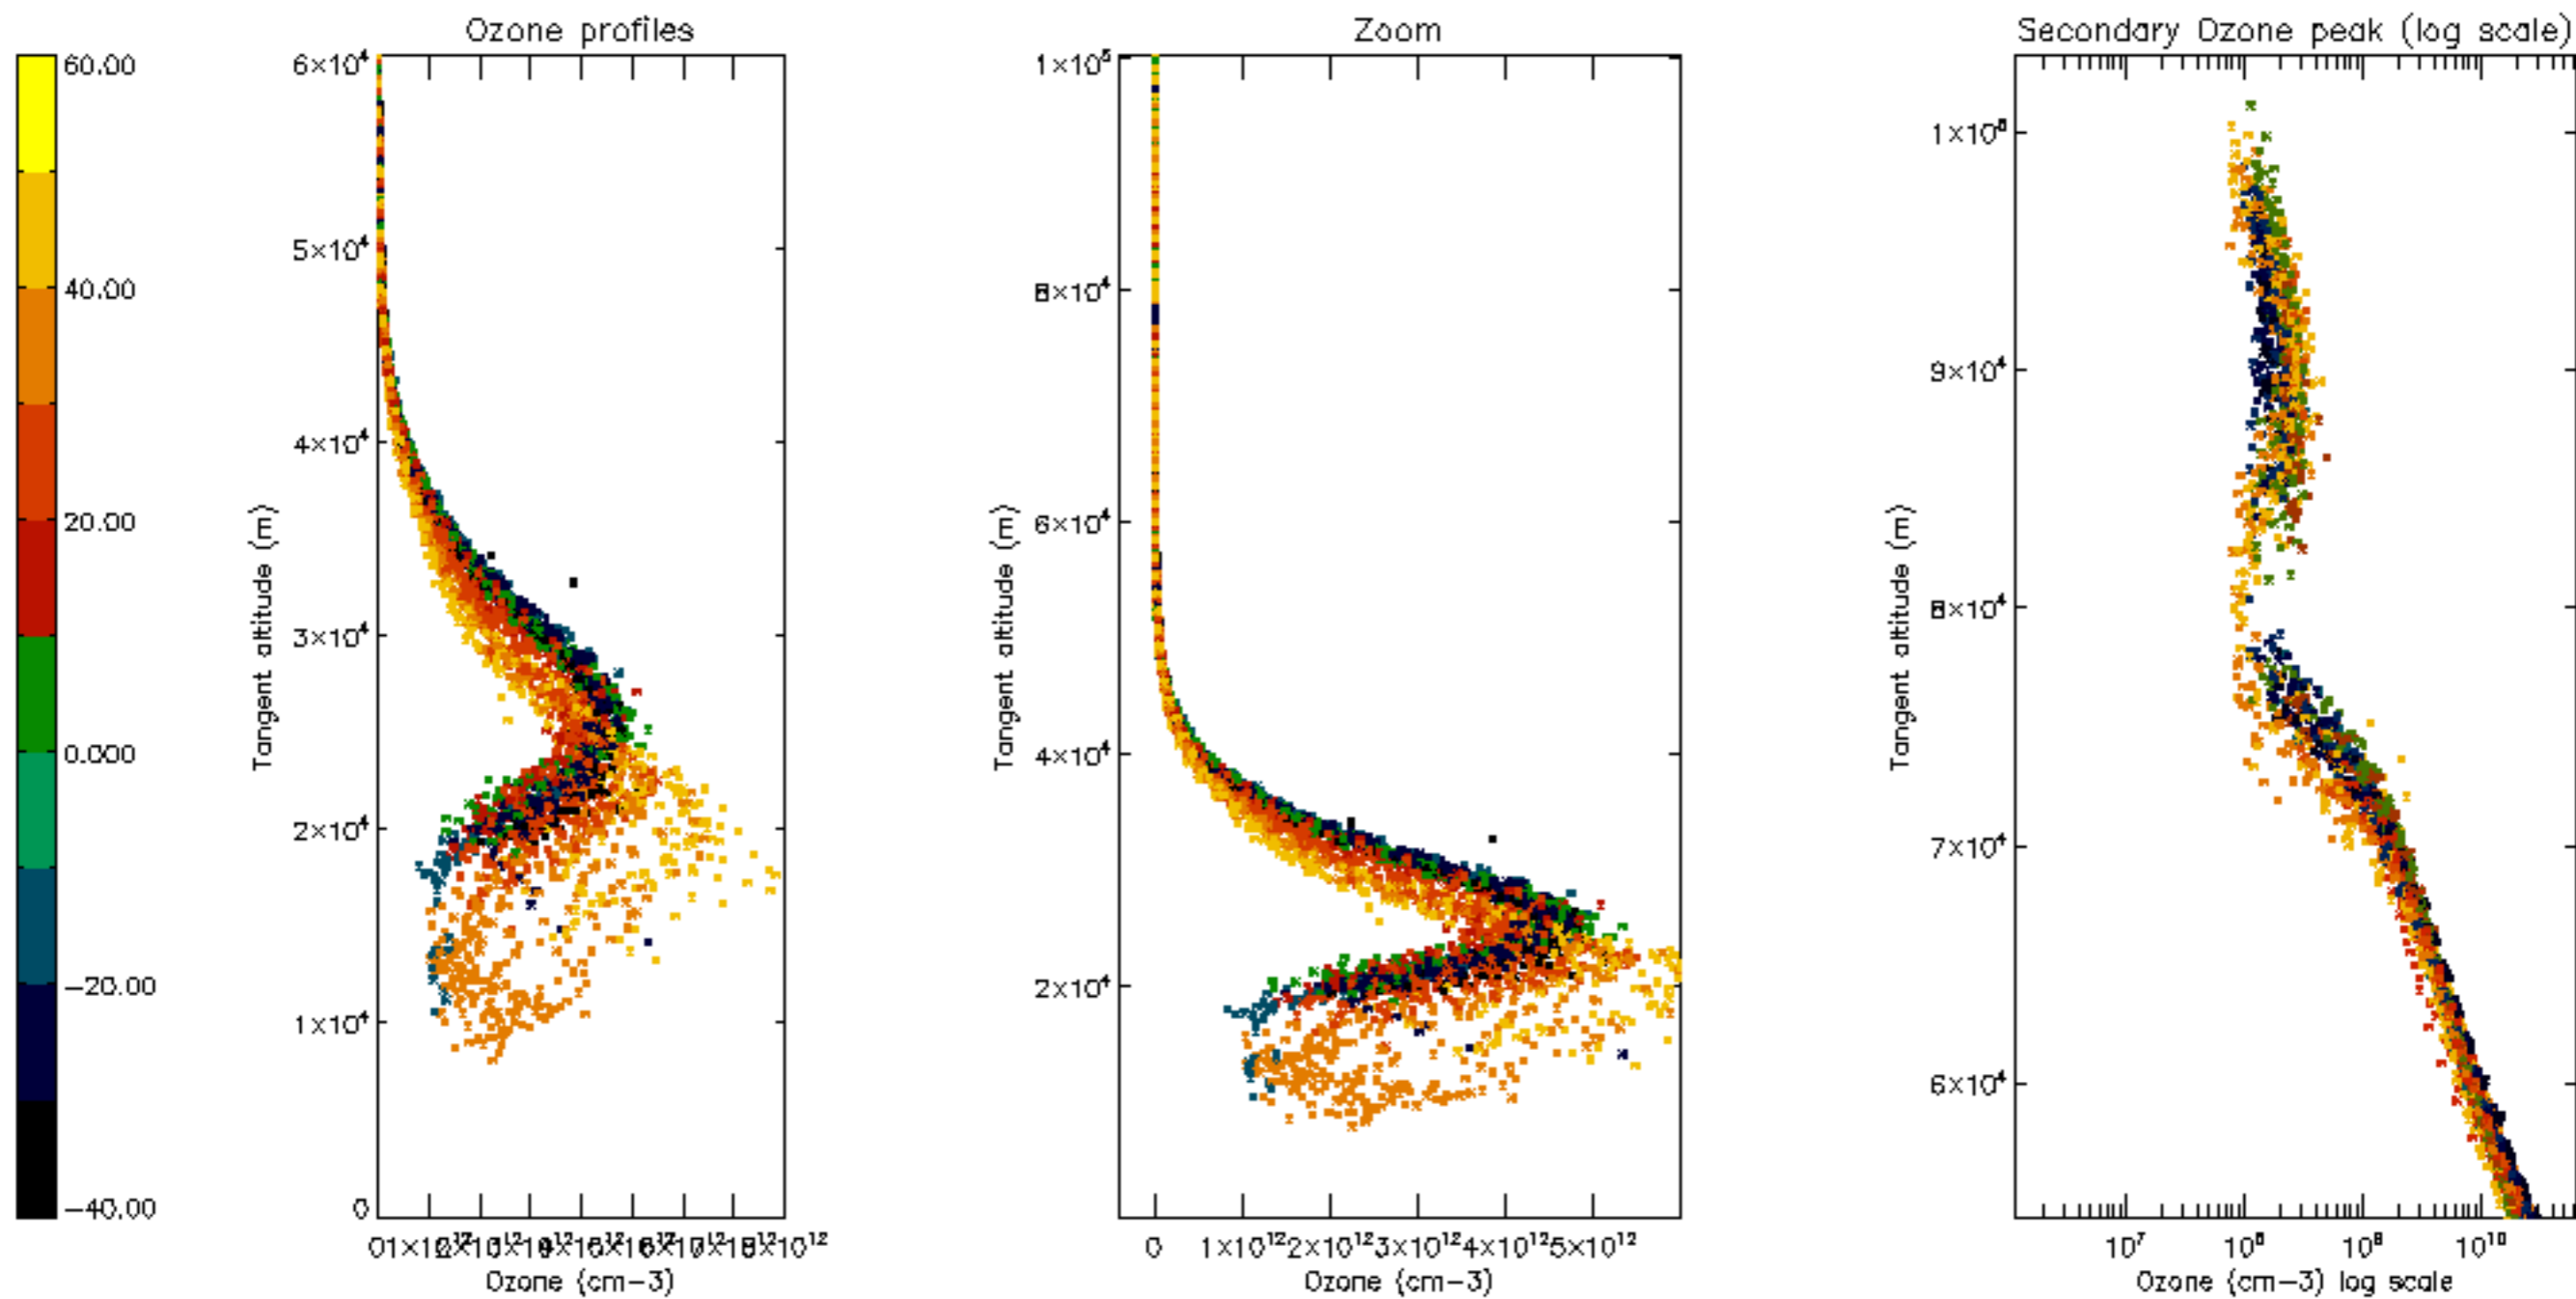 Ozone profiles
Zoom
Secondary Ozone peak (log scale)
60.00
40.00
20.00
0.000
−20.00
−40.00
Tangent altitude (m)
6×10⁴
5×10⁴
4×10⁴
3×10⁴
2×10⁴
1×10⁴
0
Ozone (cm−3)
Tangent altitude (m)
1×10⁵
8×10⁴
6×10⁴
4×10⁴
2×10⁴
0 1×10¹² 2×10¹² 3×10¹² 4×10¹² 5×10¹²
Ozone (cm−3)
Tangent altitude (m)
9×10⁴
8×10⁴
7×10⁴
6×10⁴
10⁷ 10⁸ 10⁹ 10¹⁰
Ozone (cm−3) log scale